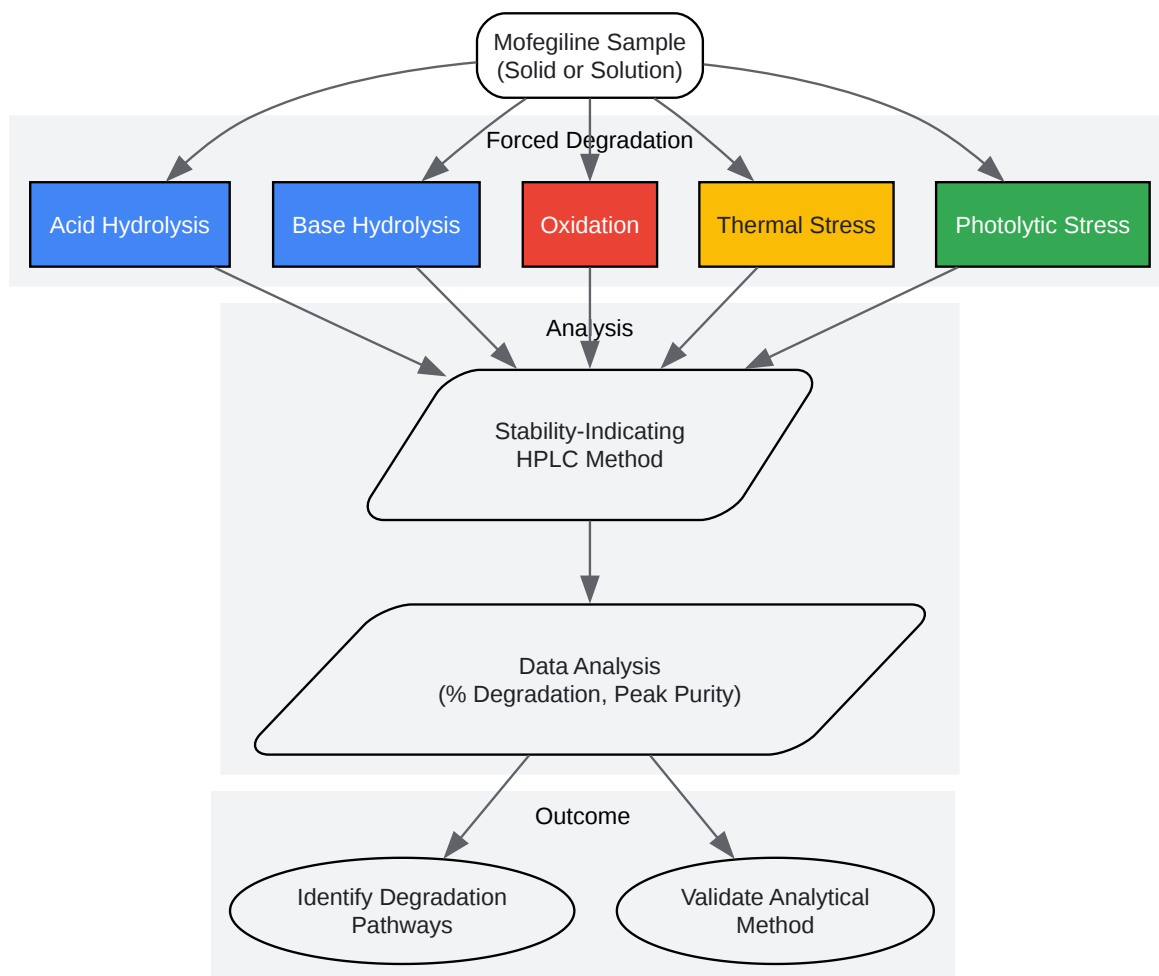 Mofegiline Sample
(Solid or Solution)
Forced Degradation
Acid Hydrolysis
Base Hydrolysis
Oxidation
Thermal Stress
Photolytic Stress
Analysis
Stability-Indicating
HPLC Method
Data Analysis
(% Degradation, Peak Purity)
Outcome
Identify Degradation
Pathways
Validate Analytical
Method